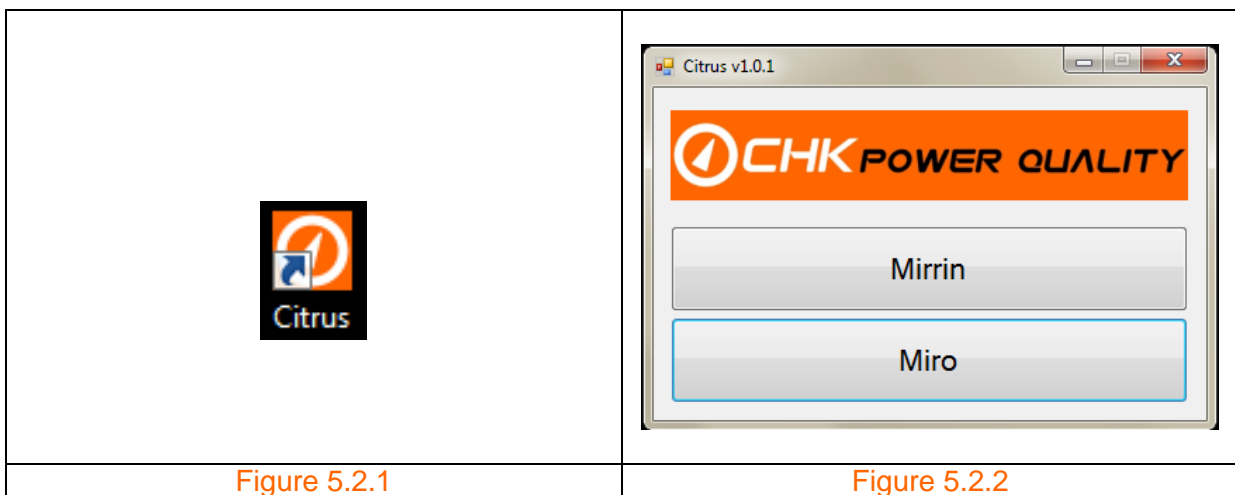 Citrus
Citrus v1.0.1
CHK POWER QUALITY
Mirrin
Miro
Figure 5.2.1
Figure 5.2.2